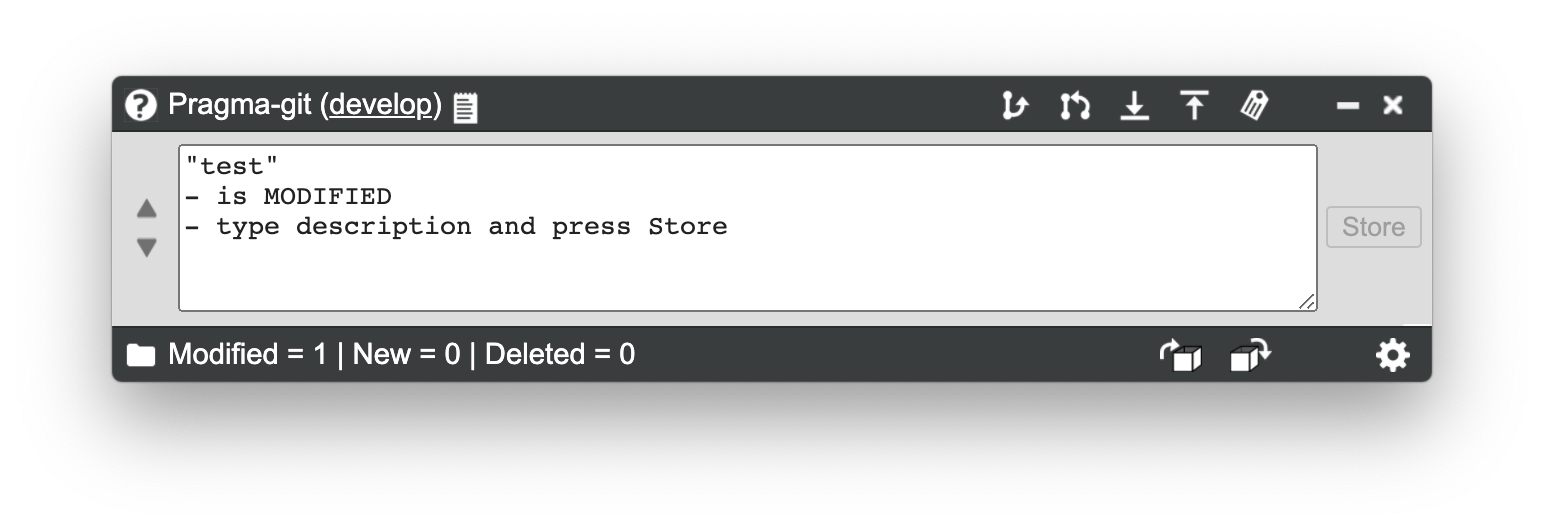 Pragma-git (develop)
"test"
- is MODIFIED
- type description and press Store
Store
Modified = 1 | New = 0 | Deleted = 0